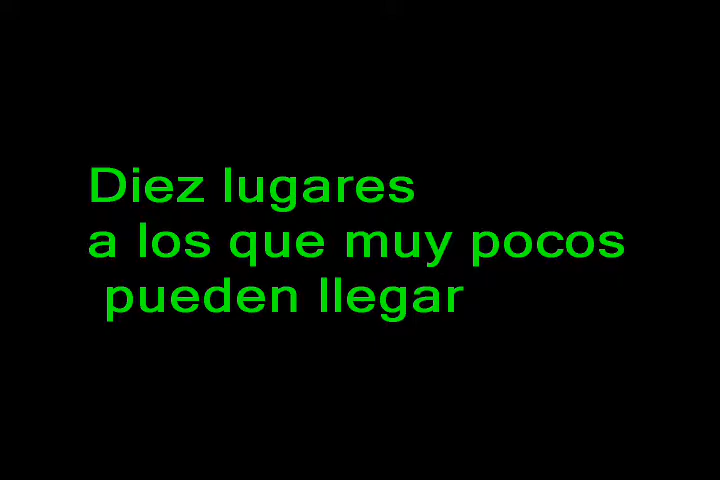 Diez lugares
a los que muy pocos
pueden llegar